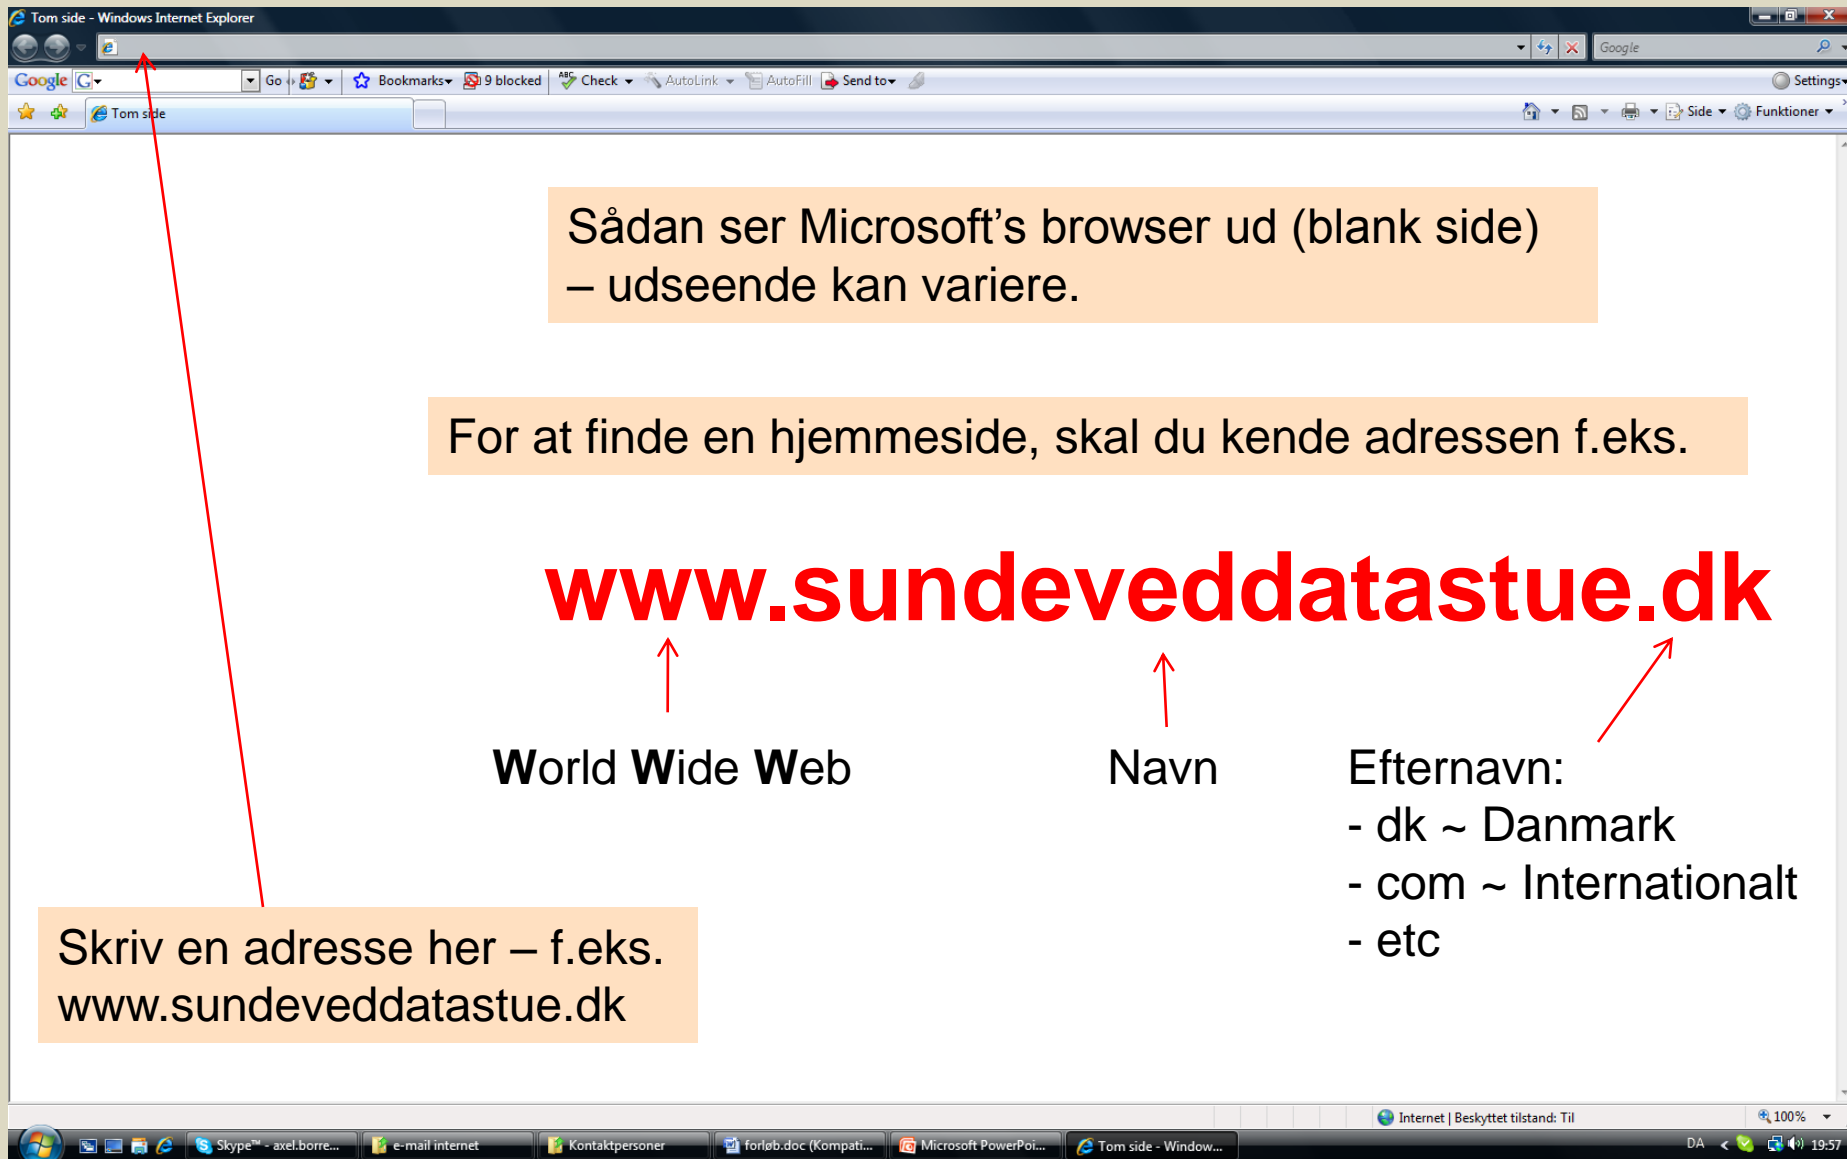 Tom side - Windows Internet Explorer
Google
Google G Go Bookmarks 9 blocked ABC Check AutoLink AutoFill Send to Settings
Tom side Side Funktioner
Sådan ser Microsoft's browser ud (blank side)
– udseende kan variere.
For at finde en hjemmeside, skal du kende adressen f.eks.
www.sundeveddatastue.dk
World Wide Web
Navn
Efternavn:
- dk ~ Danmark
- com ~ Internationalt
- etc
Skriv en adresse her – f.eks.
www.sundeveddatastue.dk
Internet | Beskyttet tilstand: Til 100%
Skype™ - axel.borre... e-mail internet Kontaktpersoner forløb.doc (Kompati... Microsoft PowerPoi... Tom side - Window... DA 19:57